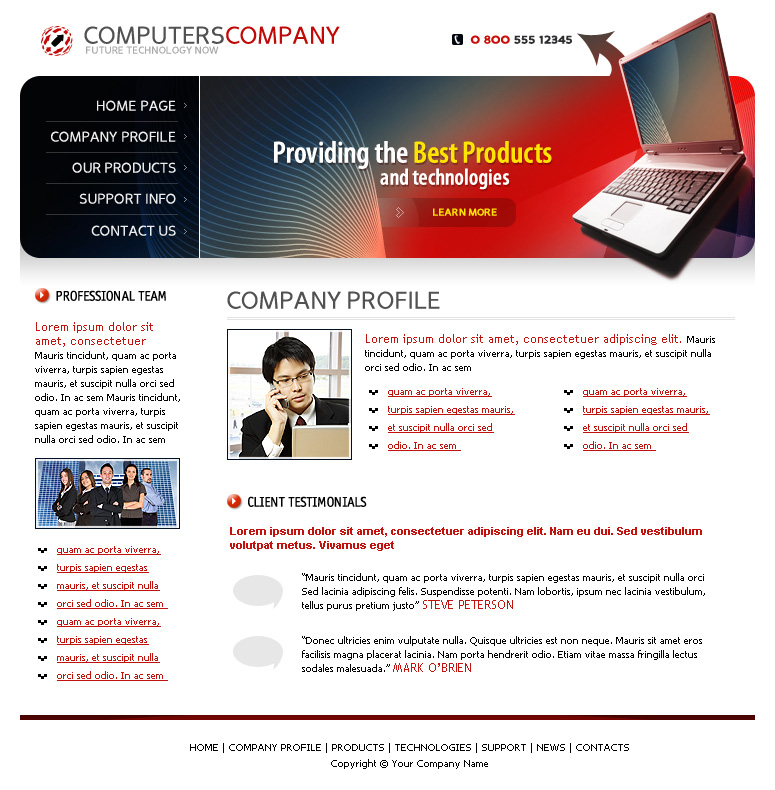 COMPUTERSCOMPANY
FUTURE TECHNOLOGY NOW
0 800 555 12345
HOME PAGE
COMPANY PROFILE
OUR PRODUCTS
SUPPORT INFO
CONTACT US
Providing the Best Products
and technologies
LEARN MORE
PROFESSIONAL TEAM
Lorem ipsum dolor sit
amet, consectetuer
Mauris tincidunt, quam ac porta
viverra, turpis sapien egestas
mauris, et suscipit nulla orci sed
odio. In ac sem Mauris tincidunt,
quam ac porta viverra, turpis
sapien egestas mauris, et suscipit
nulla orci sed odio. In ac sem
quam ac porta viverra,
turpis sapien egestas
mauris, et suscipit nulla
orci sed odio. In ac sem
quam ac porta viverra,
turpis sapien egestas
mauris, et suscipit nulla
orci sed odio. In ac sem
COMPANY PROFILE
Lorem ipsum dolor sit amet, consectetuer adipiscing elit. Mauris
tincidunt, quam ac porta viverra, turpis sapien egestas mauris, et suscipit nulla
orci sed odio. In ac sem
quam ac porta viverra,
turpis sapien egestas mauris,
et suscipit nulla orci sed
odio. In ac sem
quam ac porta viverra,
turpis sapien egestas mauris,
et suscipit nulla orci sed
odio. In ac sem
CLIENT TESTIMONIALS
Lorem ipsum dolor sit amet, consectetuer adipiscing elit. Nam eu dui. Sed vestibulum
volutpat metus. Vivamus eget
“Mauris tincidunt, quam ac porta viverra, turpis sapien egestas mauris, et suscipit nulla orci
Sed lacinia adipiscing felis. Suspendisse potenti. Nam lobortis, ipsum nec lacinia vestibulum,
tellus purus pretium justo” STEVE PETERSON
“Donec ultricies enim vulputate nulla. Quisque ultricies est non neque. Mauris sit amet eros
facilisis magna placerat lacinia. Nam porta hendrerit odio. Etiam vitae massa fringilla lectus
sodales malesuada.” MARK O’BRIEN
HOME | COMPANY PROFILE | PRODUCTS | TECHNOLOGIES | SUPPORT | NEWS | CONTACTS
Copyright © Your Company Name